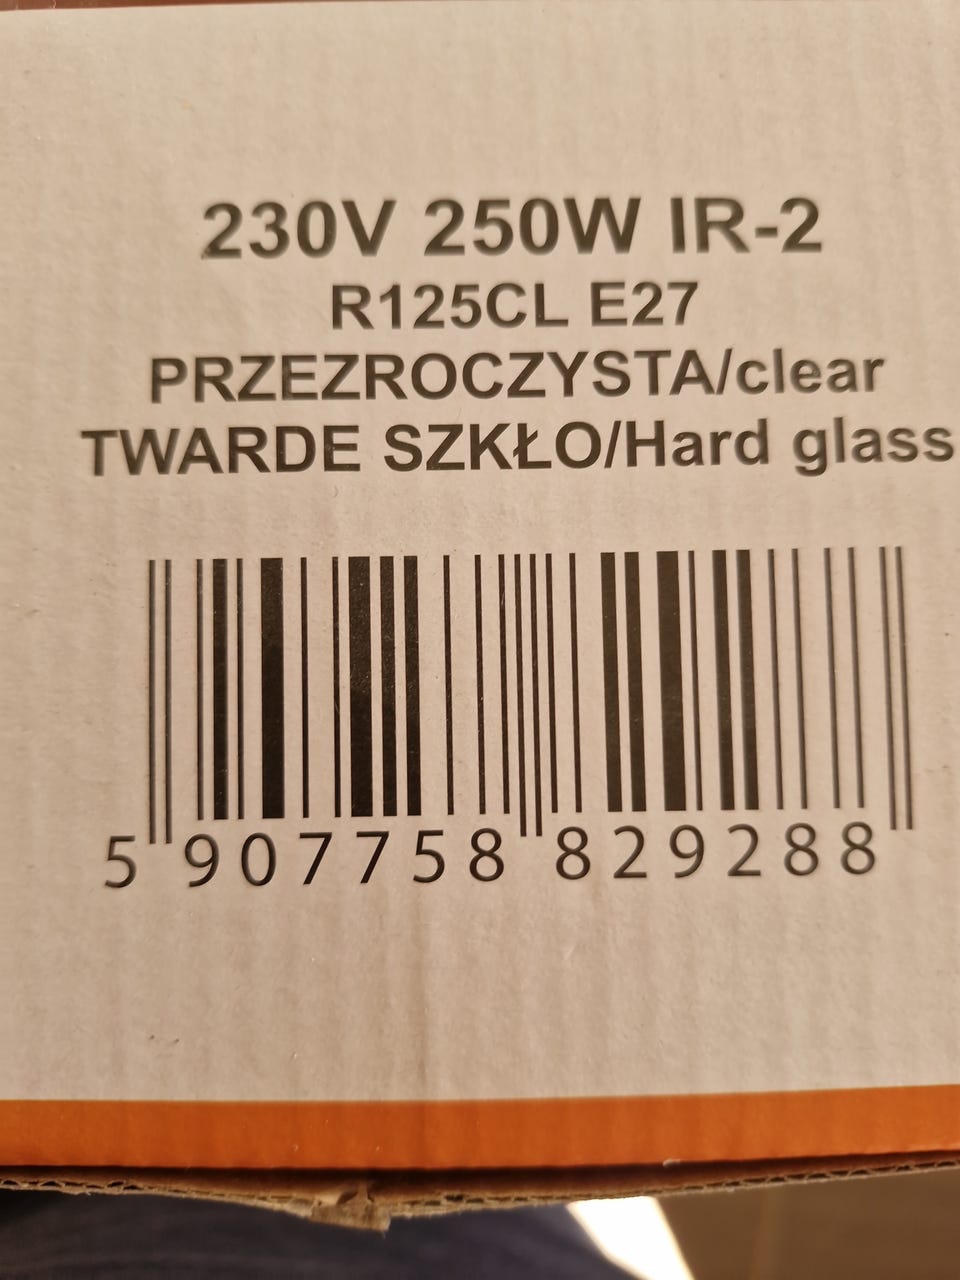 230V 250W IR-2
R125CL E27
PRZEZROCZYSTA/clear
TWARDE SZKŁO/Hard glass
5 907758 829288